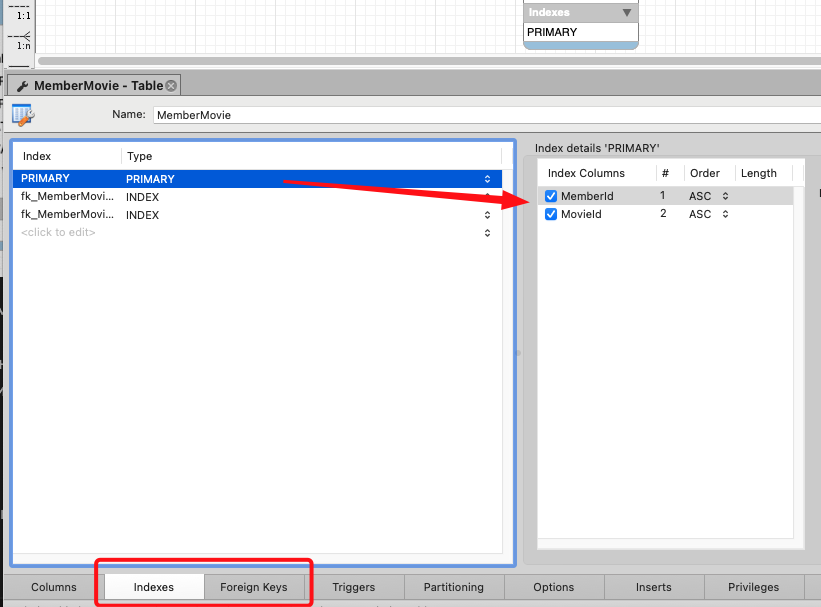 1:1
Indexes
PRIMARY
1:n
MemberMovie - Table
Name: MemberMovie
Index Type
PRIMARY PRIMARY
fk_MemberMovi... INDEX
fk_MemberMovi... INDEX
<click to edit>
Index details 'PRIMARY'
Index Columns # Order Length
MemberId 1 ASC
MovieId 2 ASC
Columns Indexes Foreign Keys Triggers Partitioning Options Inserts Privileges